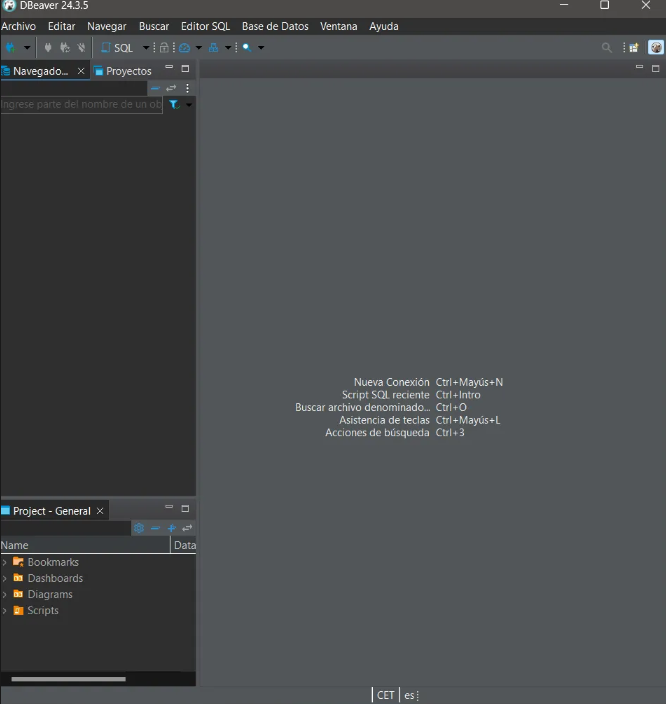 DBeaver 24.3.5
Archivo Editar Navegar Buscar Editor SQL Base de Datos Ventana Ayuda
SQL
Navegado... Proyectos
Ingrese parte del nombre de un ob
Nueva Conexión Ctrl+Mayús+N
Script SQL reciente Ctrl+Intro
Buscar archivo denominado... Ctrl+O
Asistencia de teclas Ctrl+Mayús+L
Acciones de búsqueda Ctrl+3
Project - General
Name Data
Bookmarks
Dashboards
Diagrams
Scripts
CET es